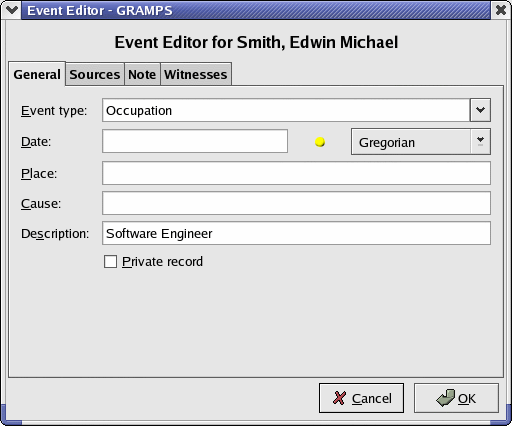 Event Editor - GRAMPS
Event Editor for Smith, Edwin Michael
General Sources Note Witnesses
Event type: Occupation
Date: Gregorian
Place:
Cause:
Description: Software Engineer
Private record
Cancel OK